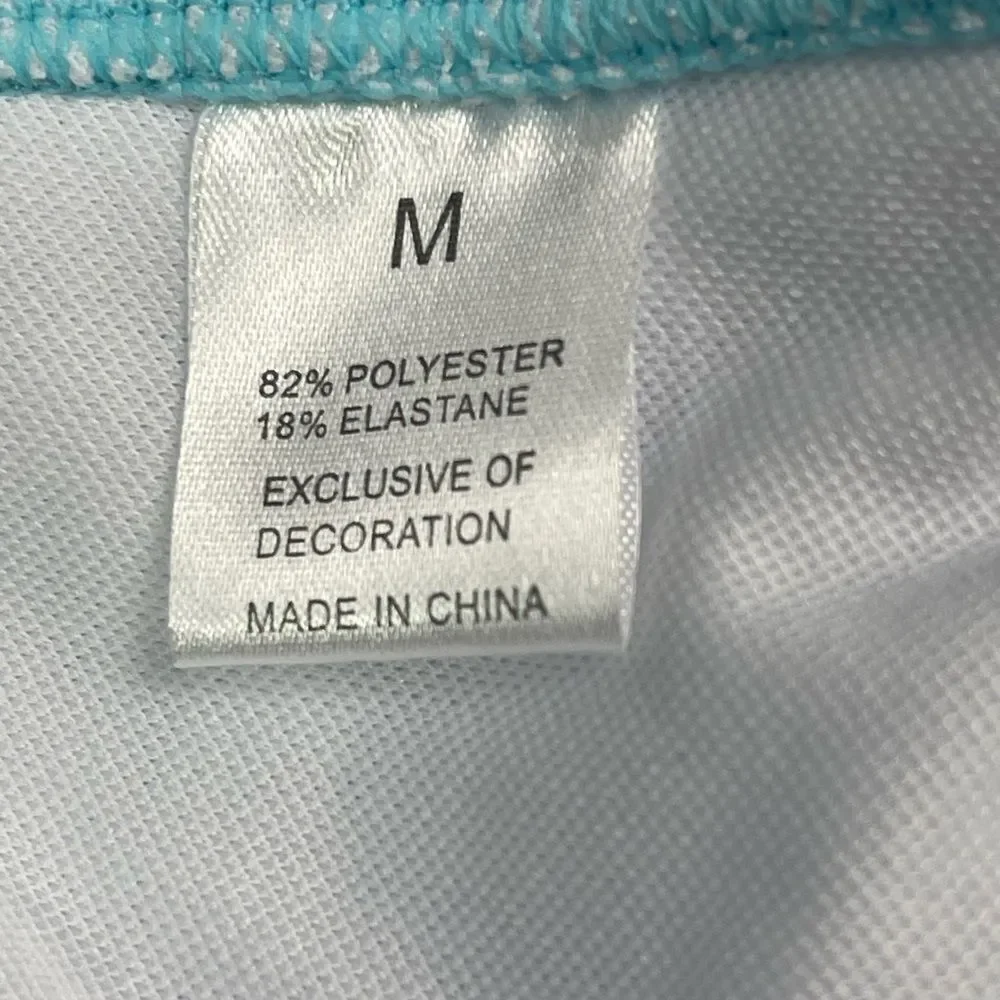 M
82% POLYESTER
18% ELASTANE
EXCLUSIVE OF
DECORATION
MADE IN CHINA